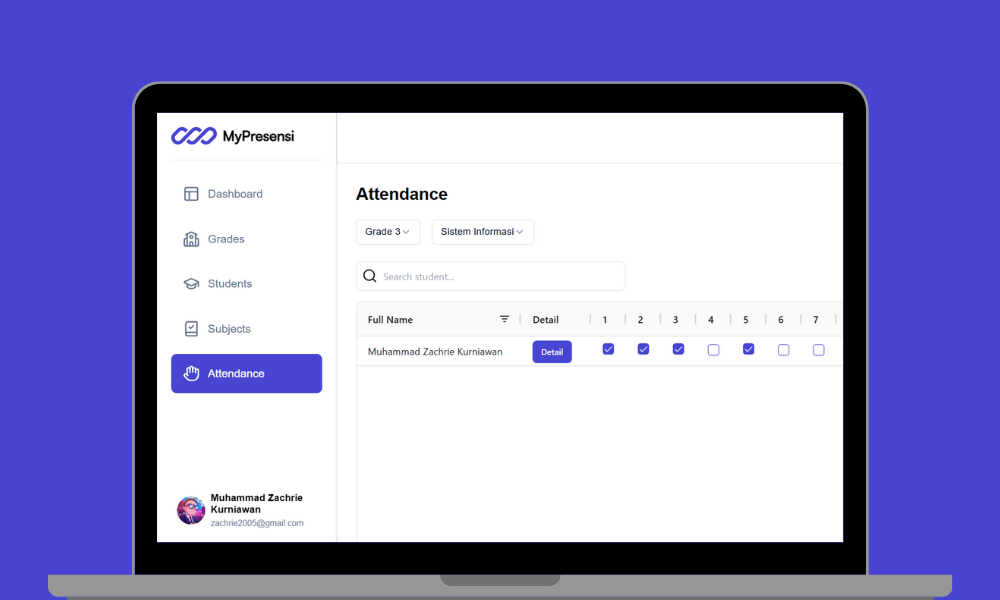 MyPresensi
Dashboard
Grades
Students
Subjects
Attendance
Muhammad Zachrie
Kurniawan
zachrie2005@gmail.com
Attendance
Grade 3
Sistem Informasi
Search student...
Full Name Detail 1 2 3 4 5 6 7
Muhammad Zachrie Kurniawan Detail